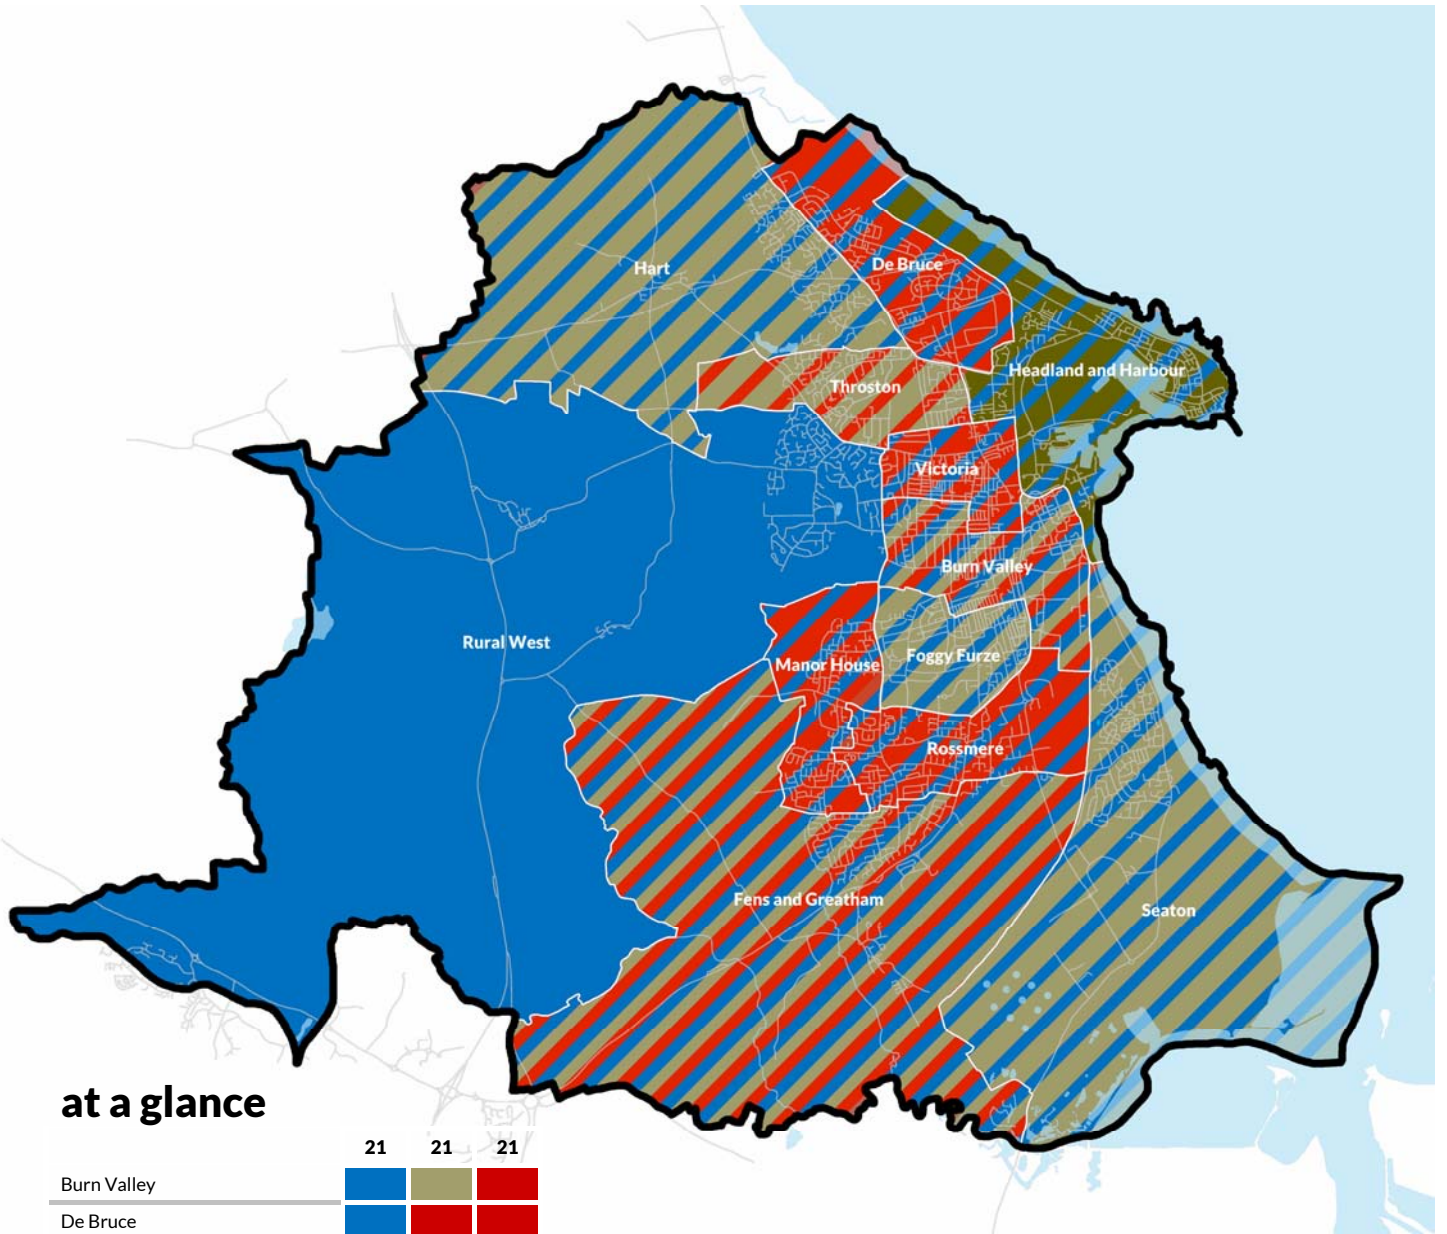 Hart
De Bruce
Headland and Harbour
Throston
Victoria
Burn Valley
Rural West
Manor House
Foggy Furze
Rossmere
Fens and Greatham
Seaton
at a glance
21 21 21
Burn Valley
De Bruce